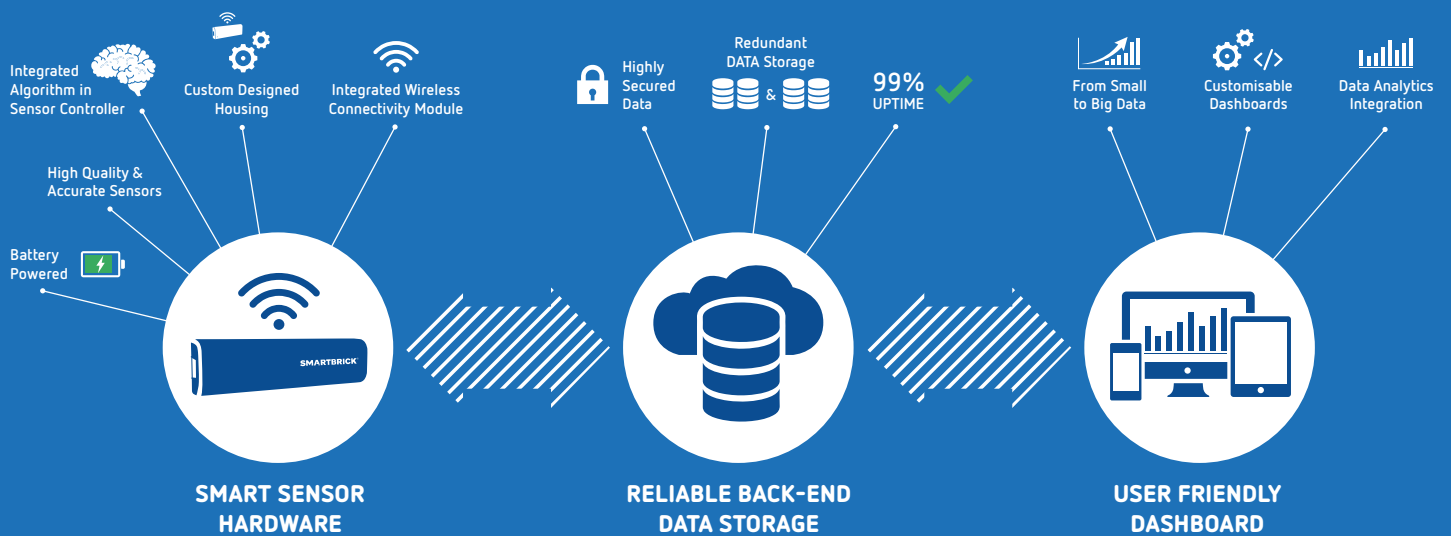 Integrated
Algorithm in
Sensor Controller
Custom Designed
Housing
Integrated Wireless
Connectivity Module
High Quality &
Accurate Sensors
Battery
Powered
SMARTBRICK
SMART SENSOR
HARDWARE
Highly
Secured
Data
Redundant
DATA Storage
&
99%
UPTIME
RELIABLE BACK-END
DATA STORAGE
From Small
to Big Data
</>
Customisable
Dashboards
Data Analytics
Integration
USER FRIENDLY
DASHBOARD